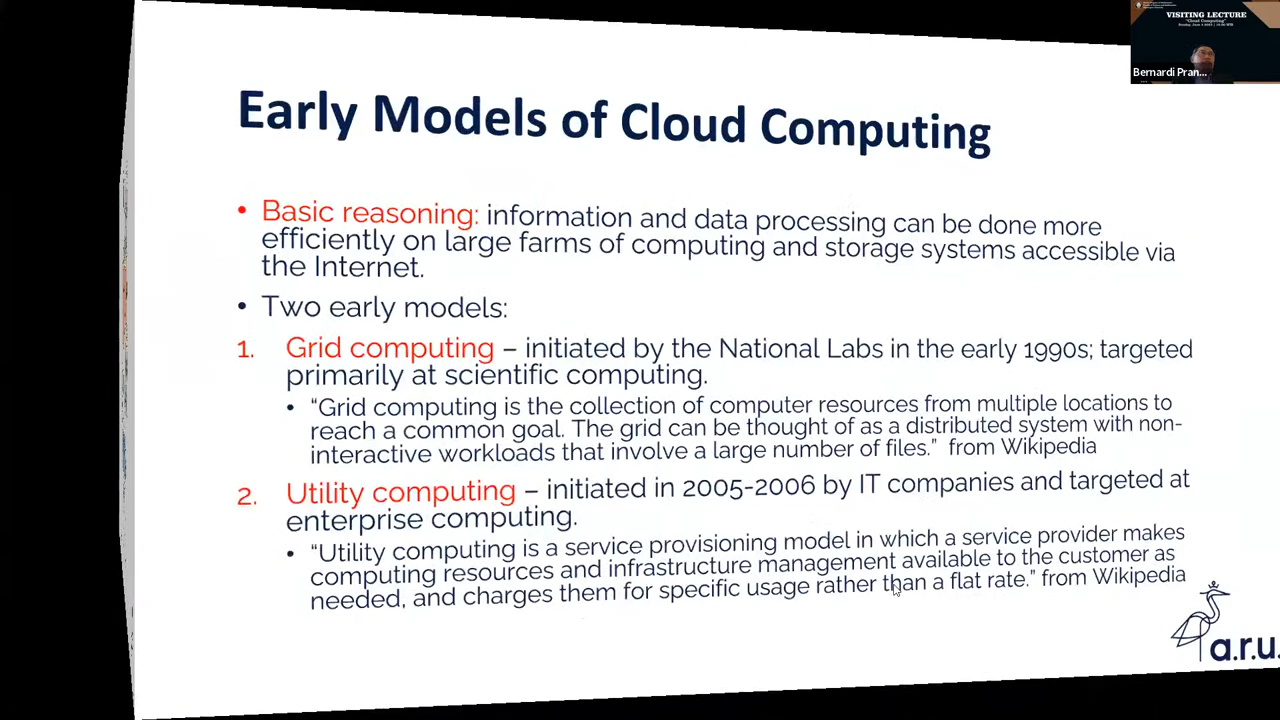 VISITING LECTURE
"Cloud Computing"
Bernardi Pran...
Early Models of Cloud Computing
• Basic reasoning: information and data processing can be done more
efficiently on large farms of computing and storage systems accessible via
the Internet.
• Two early models:
1. Grid computing – initiated by the National Labs in the early 1990s; targeted
primarily at scientific computing.
• “Grid computing is the collection of computer resources from multiple locations to
reach a common goal. The grid can be thought of as a distributed system with non-
interactive workloads that involve a large number of files.” from Wikipedia
2. Utility computing – initiated in 2005-2006 by IT companies and targeted at
enterprise computing.
• “Utility computing is a service provisioning model in which a service provider makes
computing resources and infrastructure management available to the customer as
needed, and charges them for specific usage rather than a flat rate.” from Wikipedia
a.r.u.